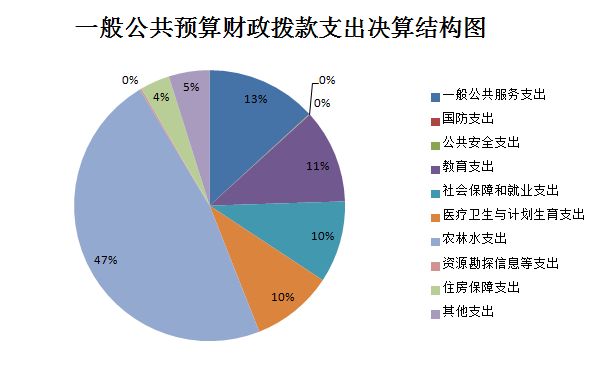 一般公共预算财政拨款支出决算结构图
0%
5%
4%
13%
0%
0%
11%
10%
10%
47%
一般公共服务支出
国防支出
公共安全支出
教育支出
社会保障和就业支出
医疗卫生与计划生育支出
农林水支出
资源勘探信息等支出
住房保障支出
其他支出